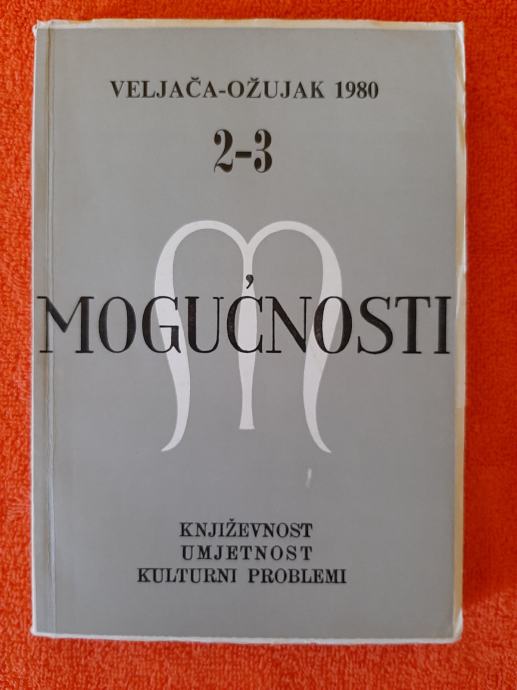 VELJAČA-OŽUJAK 1980
2-3
MOGUĆNOSTI
KNJIŽEVNOST
UMJETNOST
KULTURNI PROBLEMI